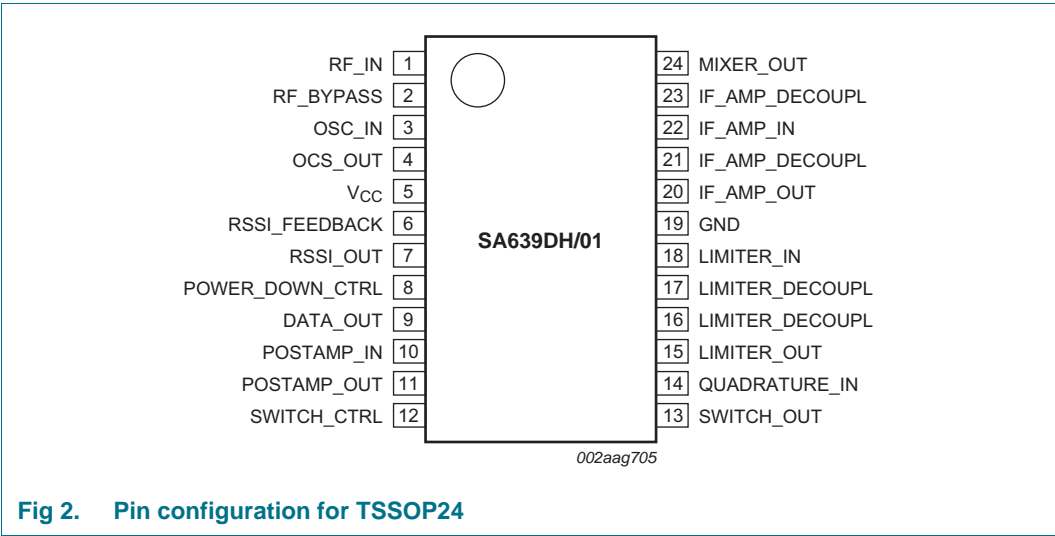 RF_IN 1 24 MIXER_OUT
RF_BYPASS 2 23 IF_AMP_DECOUPL
OSC_IN 3 22 IF_AMP_IN
OCS_OUT 4 21 IF_AMP_DECOUPL
VCC 5 20 IF_AMP_OUT
RSSI_FEEDBACK 6 19 GND
SA639DH/01
RSSI_OUT 7 18 LIMITER_IN
POWER_DOWN_CTRL 8 17 LIMITER_DECOUPL
DATA_OUT 9 16 LIMITER_DECOUPL
POSTAMP_IN 10 15 LIMITER_OUT
POSTAMP_OUT 11 14 QUADRATURE_IN
SWITCH_CTRL 12 13 SWITCH_OUT
002aag705
Fig 2. Pin configuration for TSSOP24